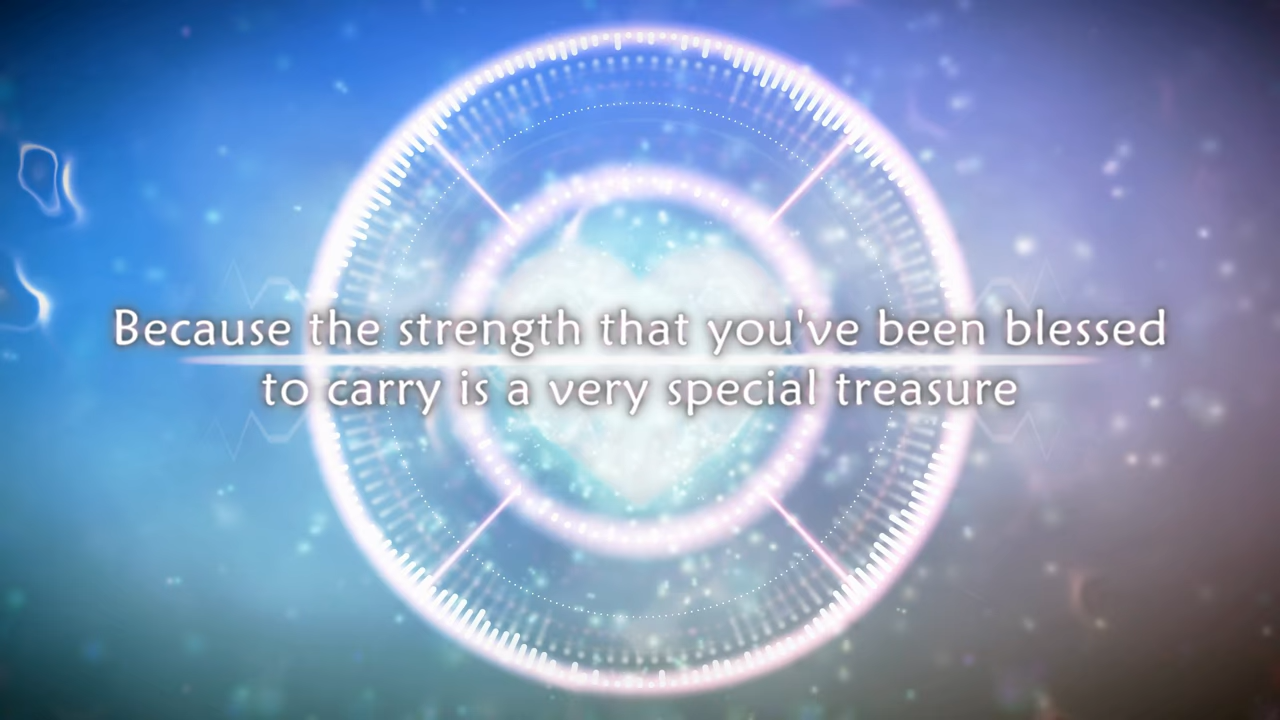 Because the strength that you've been blessed
to carry is a very special treasure